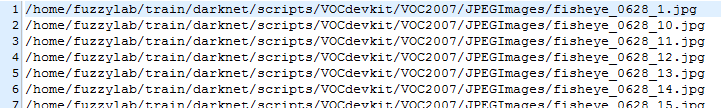 1 /home/fuzzylab/train/darknet/scripts/VOCdevkit/VOC2007/JPEGImages/fisheye_0628_1.jpg
2 /home/fuzzylab/train/darknet/scripts/VOCdevkit/VOC2007/JPEGImages/fisheye_0628_10.jpg
3 /home/fuzzylab/train/darknet/scripts/VOCdevkit/VOC2007/JPEGImages/fisheye_0628_11.jpg
4 /home/fuzzylab/train/darknet/scripts/VOCdevkit/VOC2007/JPEGImages/fisheye_0628_12.jpg
5 /home/fuzzylab/train/darknet/scripts/VOCdevkit/VOC2007/JPEGImages/fisheye_0628_13.jpg
6 /home/fuzzylab/train/darknet/scripts/VOCdevkit/VOC2007/JPEGImages/fisheye_0628_14.jpg
7 /home/fuzzylab/train/darknet/scripts/VOCdevkit/VOC2007/JPEGImages/fisheye_0628_15.jpg